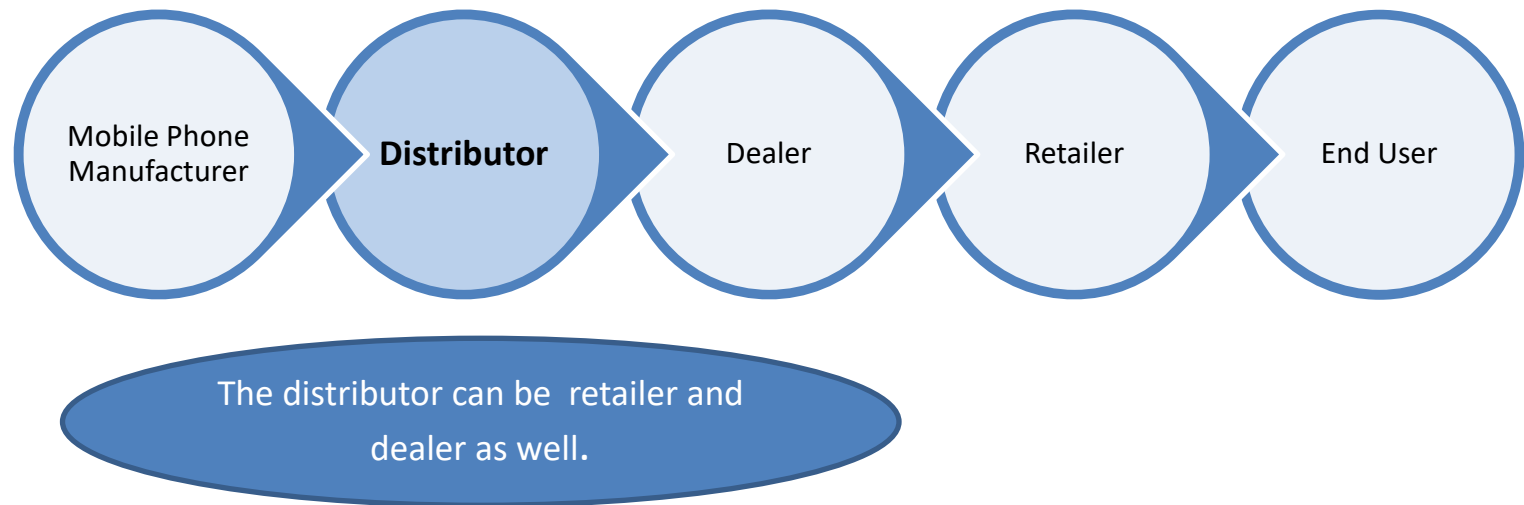 Mobile Phone
Manufacturer
Distributor
Dealer
Retailer
End User
The distributor can be  retailer and
dealer as well.